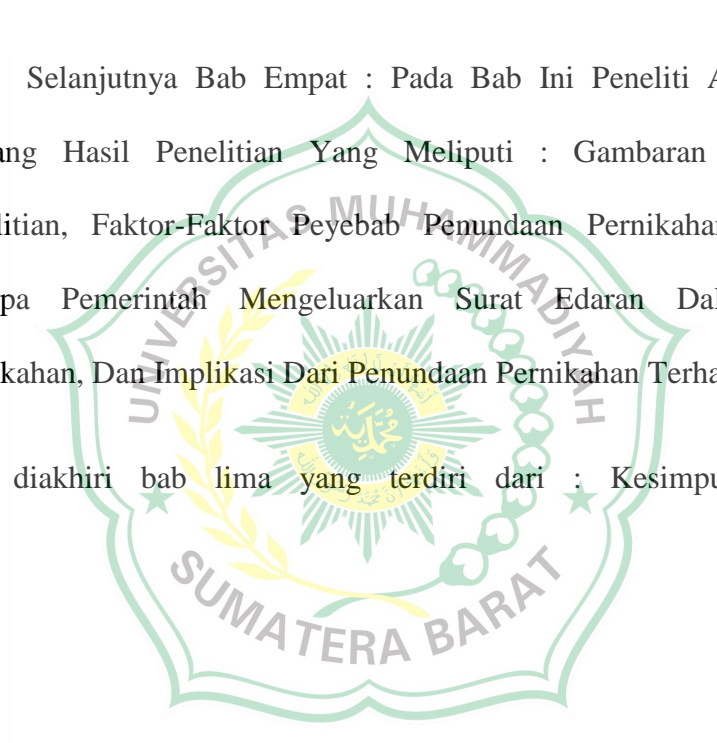 Selanjutnya Bab Empat : Pada Bab Ini Peneliti A
ang Hasil Penelitian Yang Meliputi : Gambaran
litian, Faktor-Faktor Peyebab Penundaan Pernikahan
pa Pemerintah Mengeluarkan Surat Edaran Dal
kahan, Dan Implikasi Dari Penundaan Pernikahan Terha
diakhiri bab lima yang terdiri dari : Kesimpu
UNIVERSITAS MUHAMMADIYAH
SUMATERA BARAT